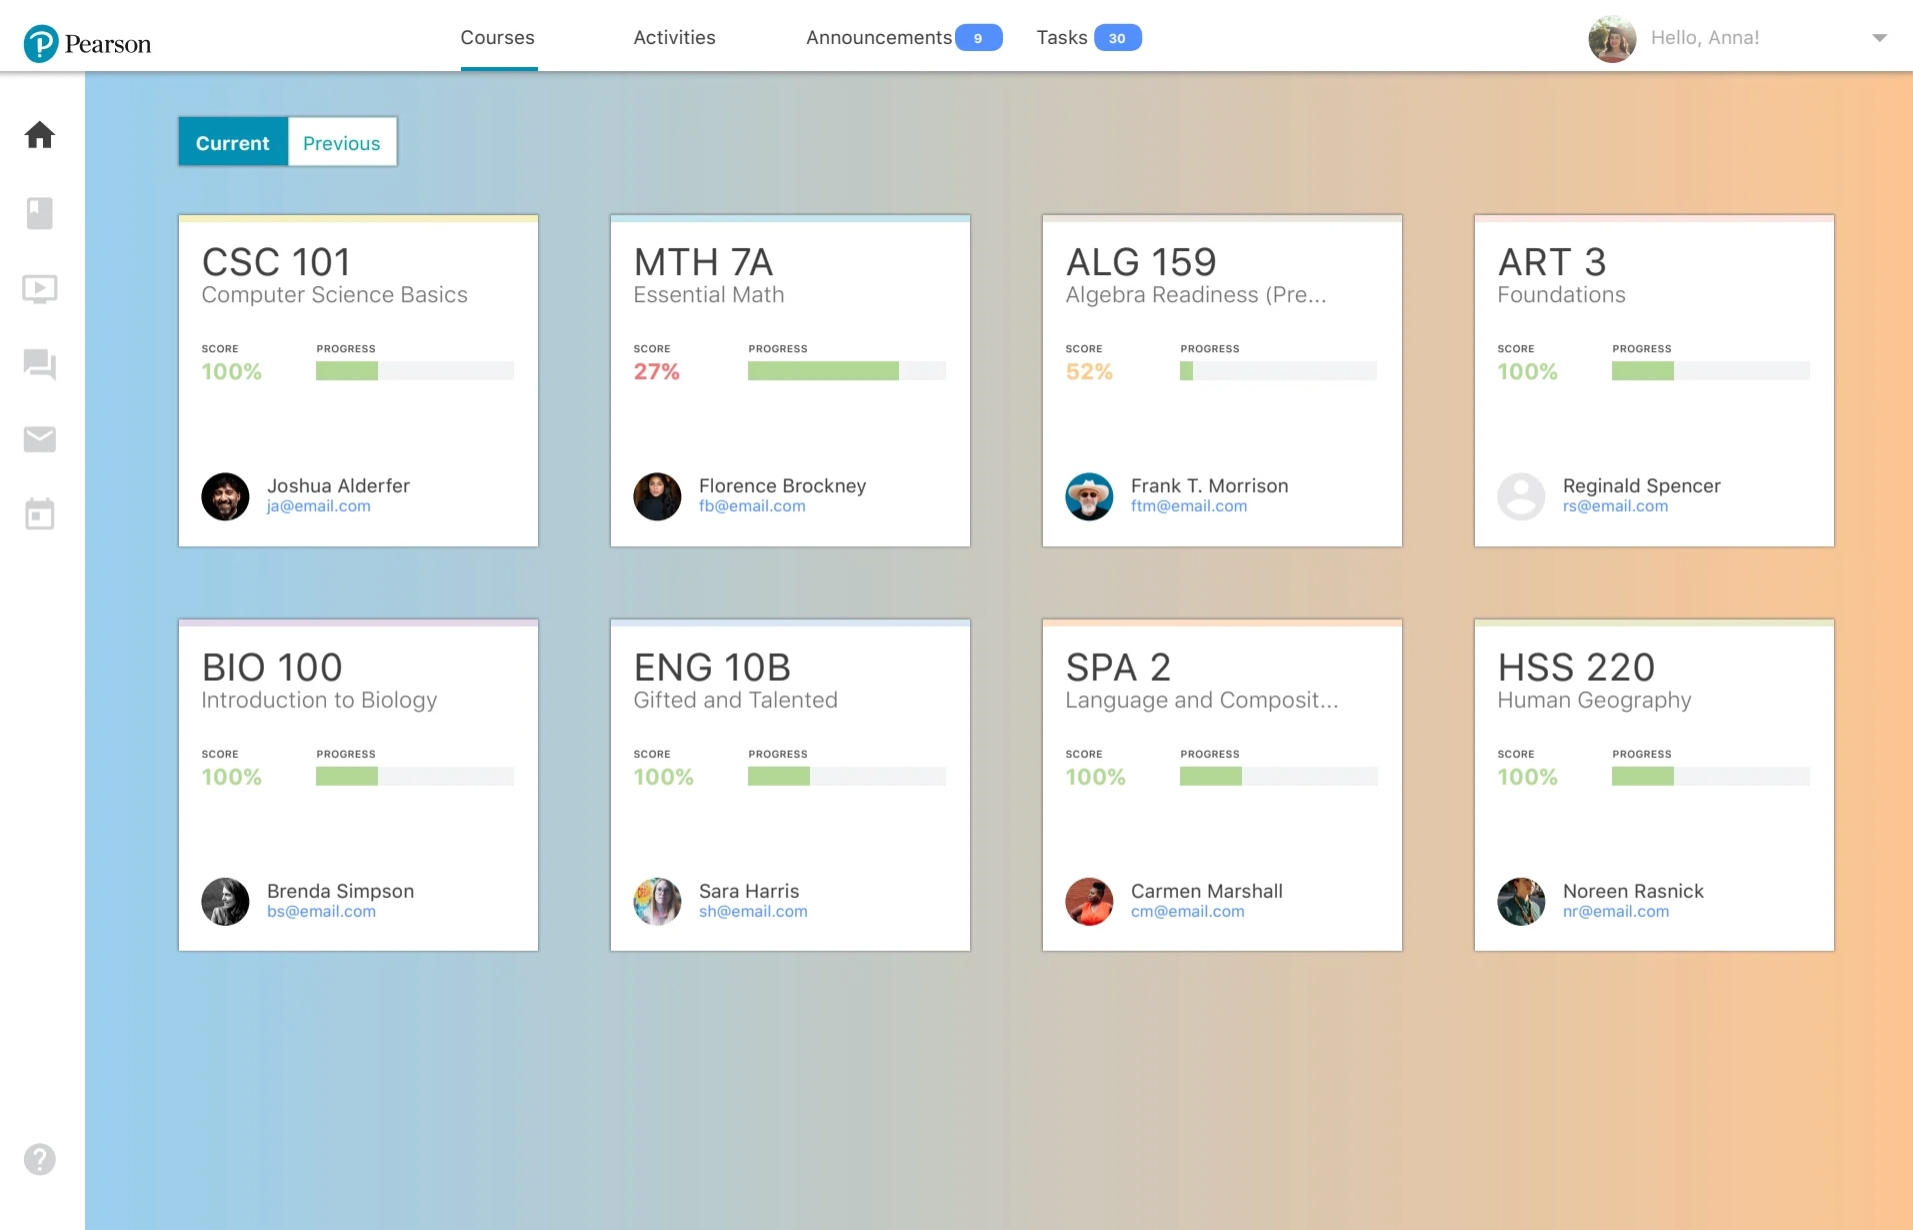 Pearson
Courses
Activities
Announcements 9
Tasks 30
Hello, Anna!
Current
Previous
CSC 101
Computer Science Basics
SCORE PROGRESS
100%
Joshua Alderfer
ja@email.com
MTH 7A
Essential Math
SCORE PROGRESS
27%
Florence Brockney
fb@email.com
ALG 159
Algebra Readiness (Pre...
SCORE PROGRESS
52%
Frank T. Morrison
ftm@email.com
ART 3
Foundations
SCORE PROGRESS
100%
Reginald Spencer
rs@email.com
BIO 100
Introduction to Biology
SCORE PROGRESS
100%
Brenda Simpson
bs@email.com
ENG 10B
Gifted and Talented
SCORE PROGRESS
100%
Sara Harris
sh@email.com
SPA 2
Language and Composit...
SCORE PROGRESS
100%
Carmen Marshall
cm@email.com
HSS 220
Human Geography
SCORE PROGRESS
100%
Noreen Rasnick
nr@email.com